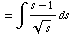 = ∫ (s − 1)/√s ds